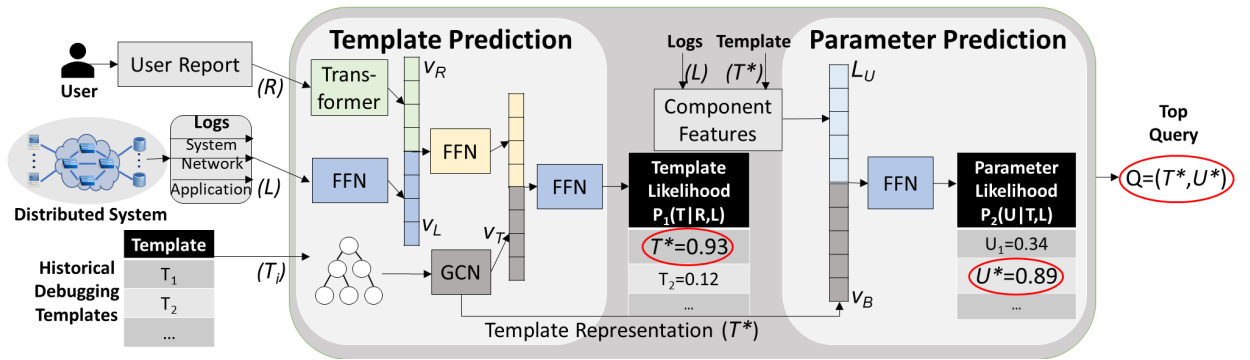 Template Prediction
Parameter Prediction
User
User Report
(R)
Trans-
former
v_R
Logs
(L)
Template
(T*)
Component
Features
L_U
Top
Query
Q=(T*,U*)
Logs
System
Network
Application
(L)
Distributed System
FFN
v_L
FFN
FFN
v_T
Template
Likelihood
P₁(T|R,L)
T*=0.93
T₂=0.12
...
FFN
Parameter
Likelihood
P₂(U|T,L)
U₁=0.34
U*=0.89
...
Historical
Debugging
Templates
Template
T₁
T₂
...
(Tᵢ)
GCN
v_B
Template Representation (T*)